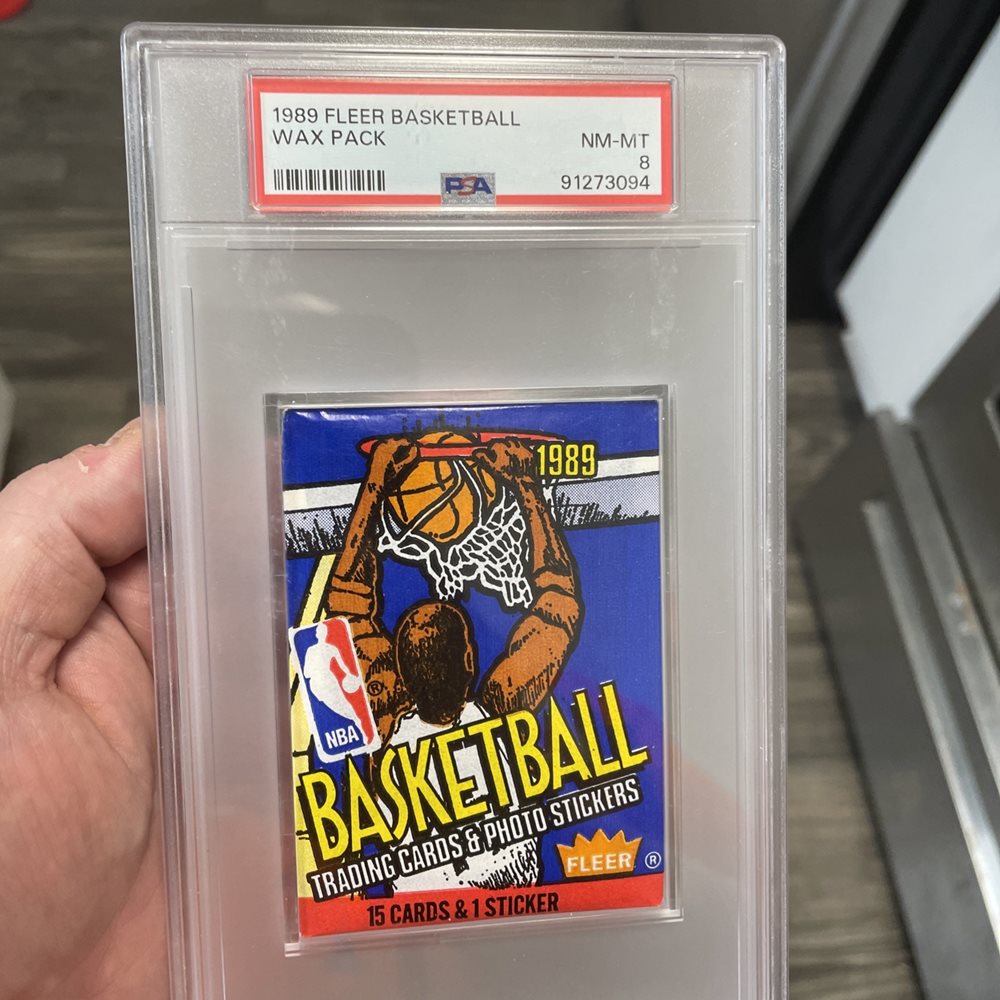 1989 FLEER BASKETBALL
WAX PACK
NM-MT
8
PSA
91273094
1989
NBA
®
BASKETBALL
TRADING CARDS & PHOTO STICKERS
FLEER ®
15 CARDS & 1 STICKER